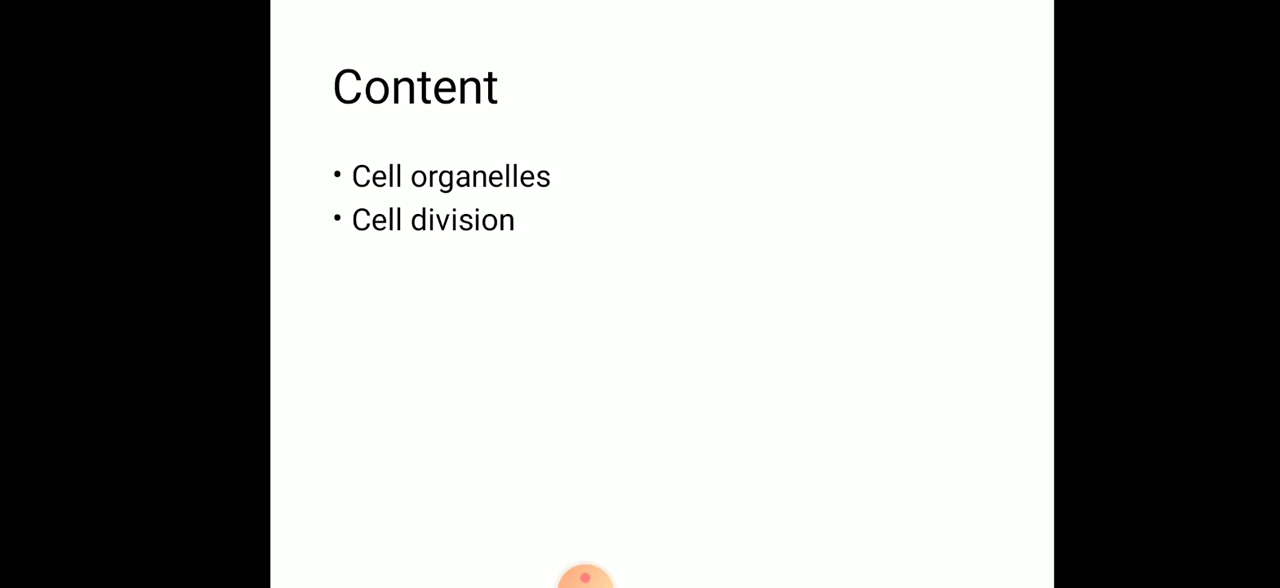 Content
• Cell organelles
• Cell division